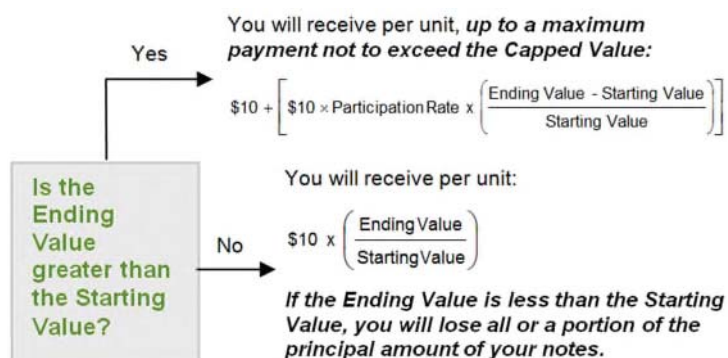 You will receive per unit, up to a maximum
payment not to exceed the Capped Value:
Yes
$10 + [ $10 × Participation Rate x ( Ending Value - Starting Value / Starting Value ) ]
Is the
Ending
Value
greater than
the Starting
Value?
No
You will receive per unit:
$10 x ( Ending Value / Starting Value )
If the Ending Value is less than the Starting
Value, you will lose all or a portion of the
principal amount of your notes.